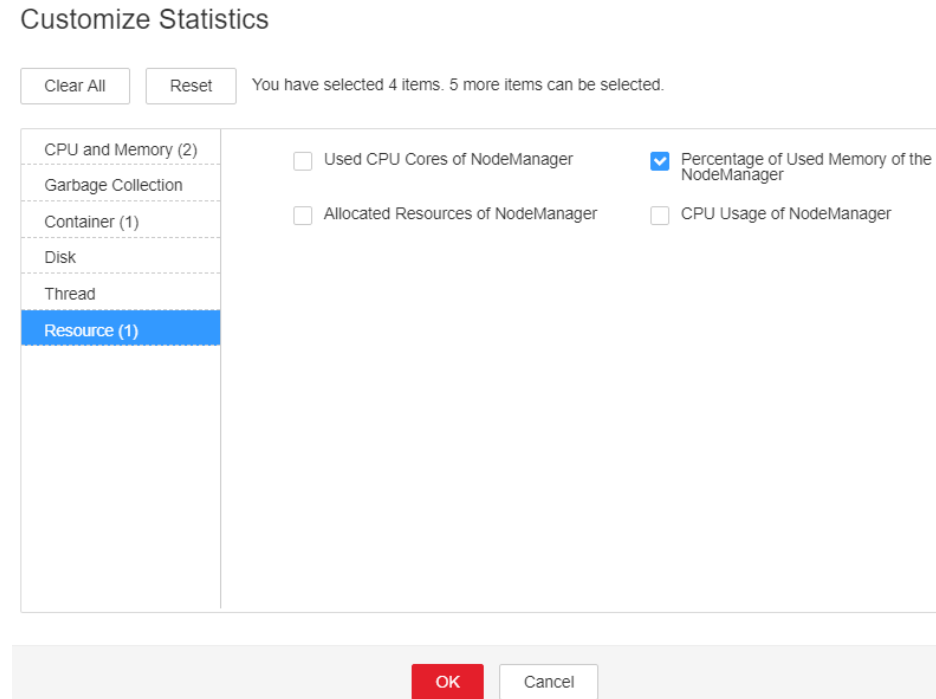 Customize Statistics
Clear All
Reset
You have selected 4 items. 5 more items can be selected.
CPU and Memory (2)
Garbage Collection
Container (1)
Disk
Thread
Resource (1)
Used CPU Cores of NodeManager
Percentage of Used Memory of the
NodeManager
Allocated Resources of NodeManager
CPU Usage of NodeManager
OK
Cancel